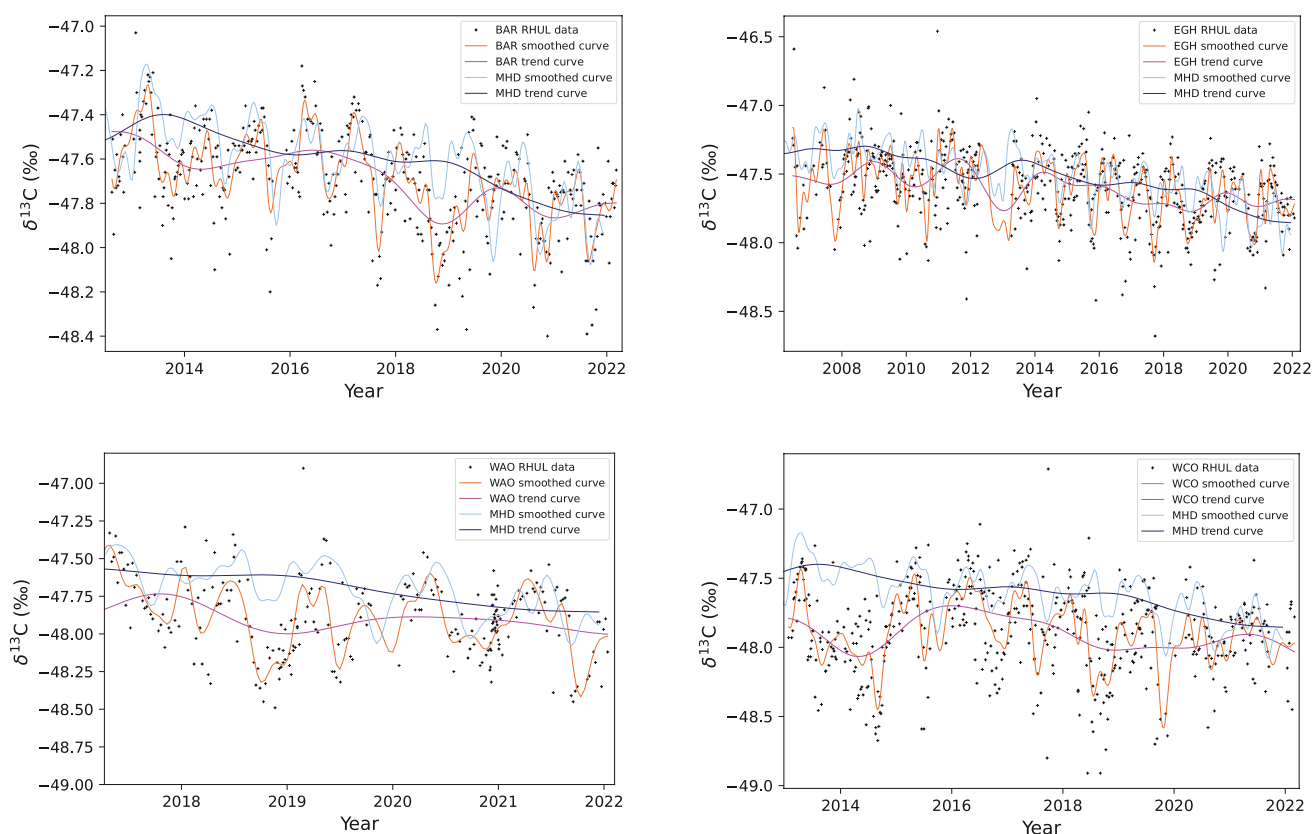 BAR RHUL data
BAR smoothed curve
BAR trend curve
MHD smoothed curve
MHD trend curve
−47.0
−47.2
−47.4
−47.6
−47.8
−48.0
−48.2
−48.4
δ¹³C (‰)
2014 2016 2018 2020 2022
Year
EGH RHUL data
EGH smoothed curve
EGH trend curve
MHD smoothed curve
MHD trend curve
−46.5
−47.0
−47.5
−48.0
−48.5
δ¹³C (‰)
2008 2010 2012 2014 2016 2018 2020 2022
Year
WAO RHUL data
WAO smoothed curve
WAO trend curve
MHD smoothed curve
MHD trend curve
−47.00
−47.25
−47.50
−47.75
−48.00
−48.25
−48.50
−48.75
−49.00
δ¹³C (‰)
2018 2019 2020 2021 2022
Year
WCO RHUL data
WCO smoothed curve
WCO trend curve
MHD smoothed curve
MHD trend curve
−47.0
−47.5
−48.0
−48.5
−49.0
δ¹³C (‰)
2014 2016 2018 2020 2022
Year